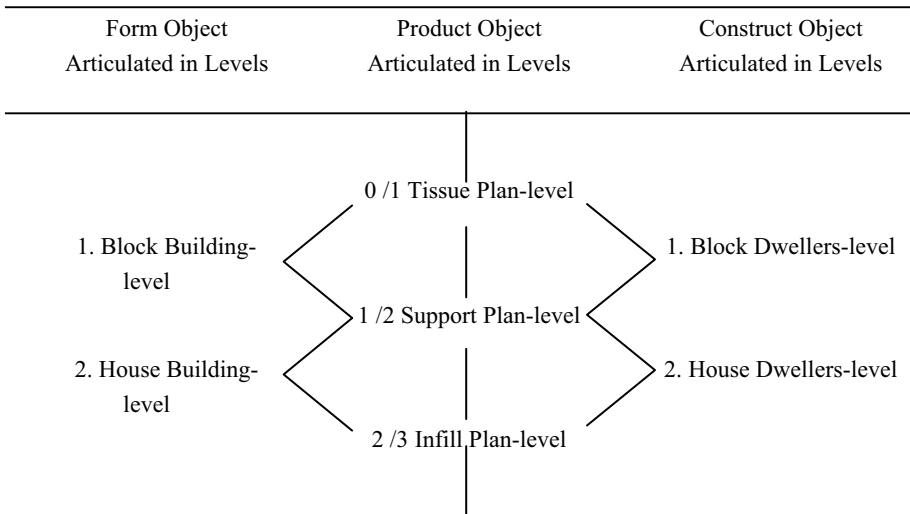 Form Object
Articulated in Levels
Product Object
Articulated in Levels
Construct Object
Articulated in Levels
0 /1 Tissue Plan-level
1. Block Building-
level
1. Block Dwellers-level
1 /2 Support Plan-level
2. House Building-
level
2. House Dwellers-level
2 /3 Infill Plan-level